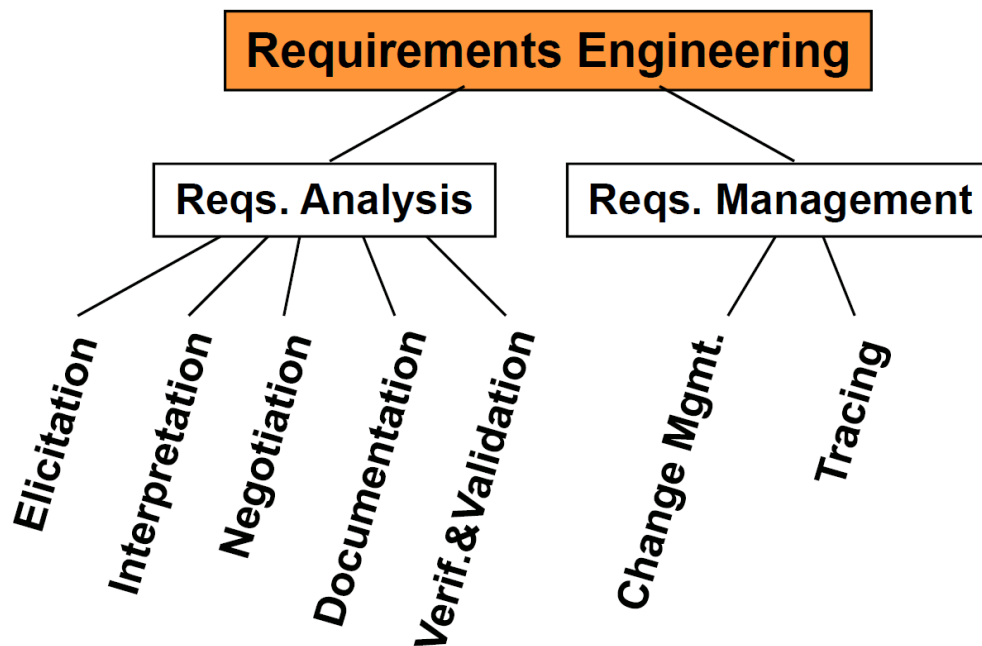 Requirements Engineering
Reqs. Analysis
Reqs. Management
Elicitation
Interpretation
Negotiation
Documentation
Verif.&Validation
Change Mgmt.
Tracing